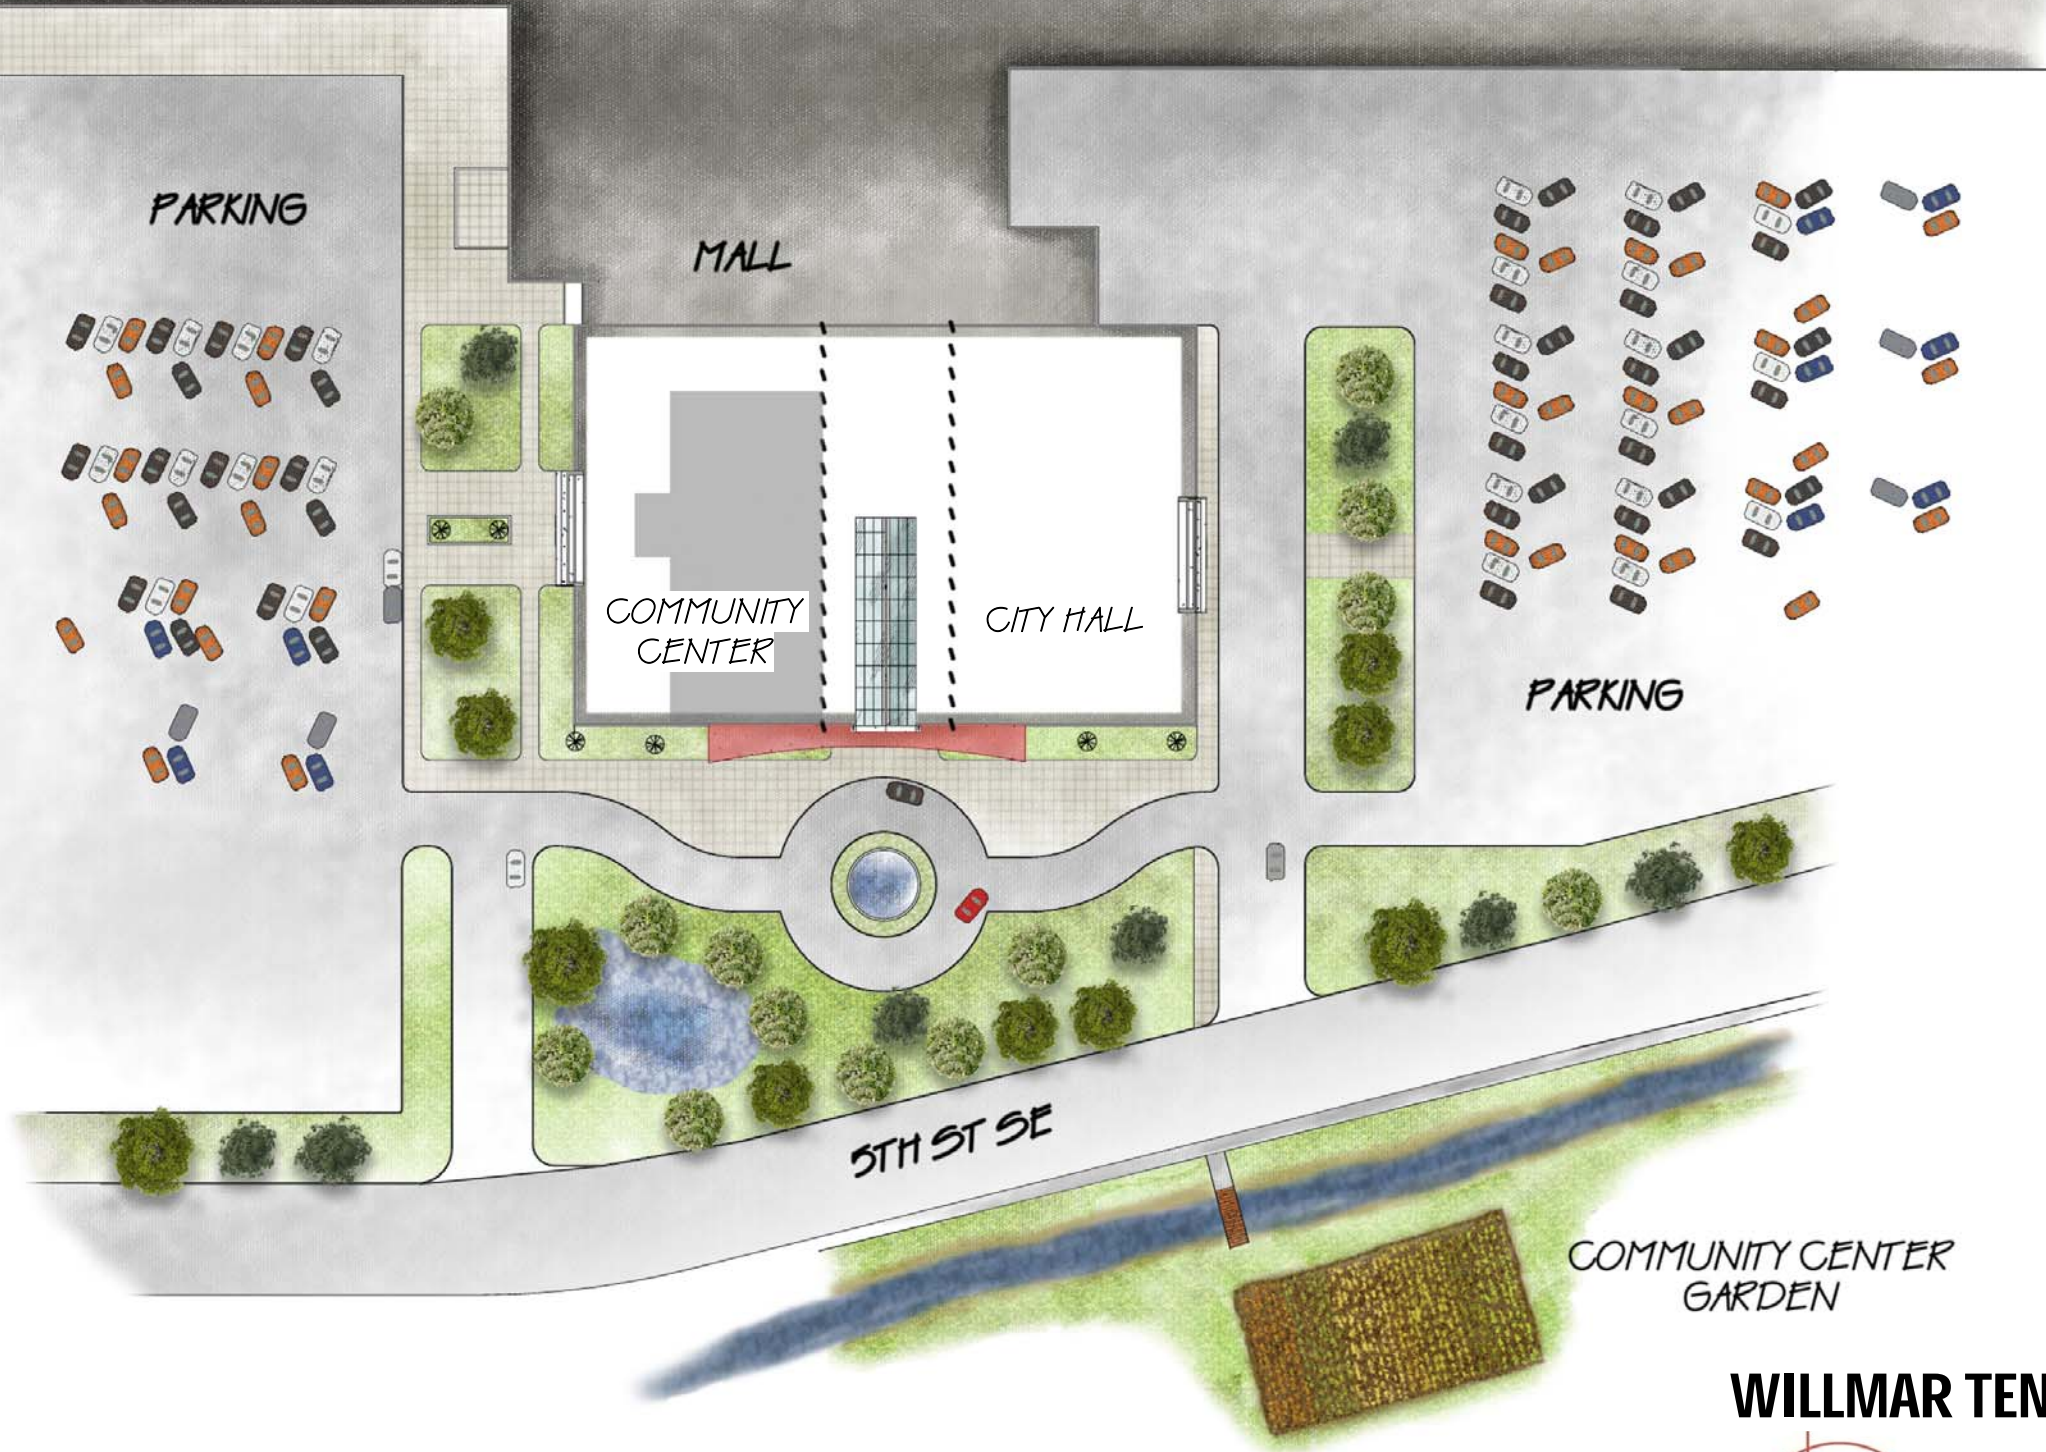 PARKING
MALL
COMMUNITY
CENTER
CITY HALL
PARKING
5TH ST SE
COMMUNITY CENTER
GARDEN
WILLMAR TEN